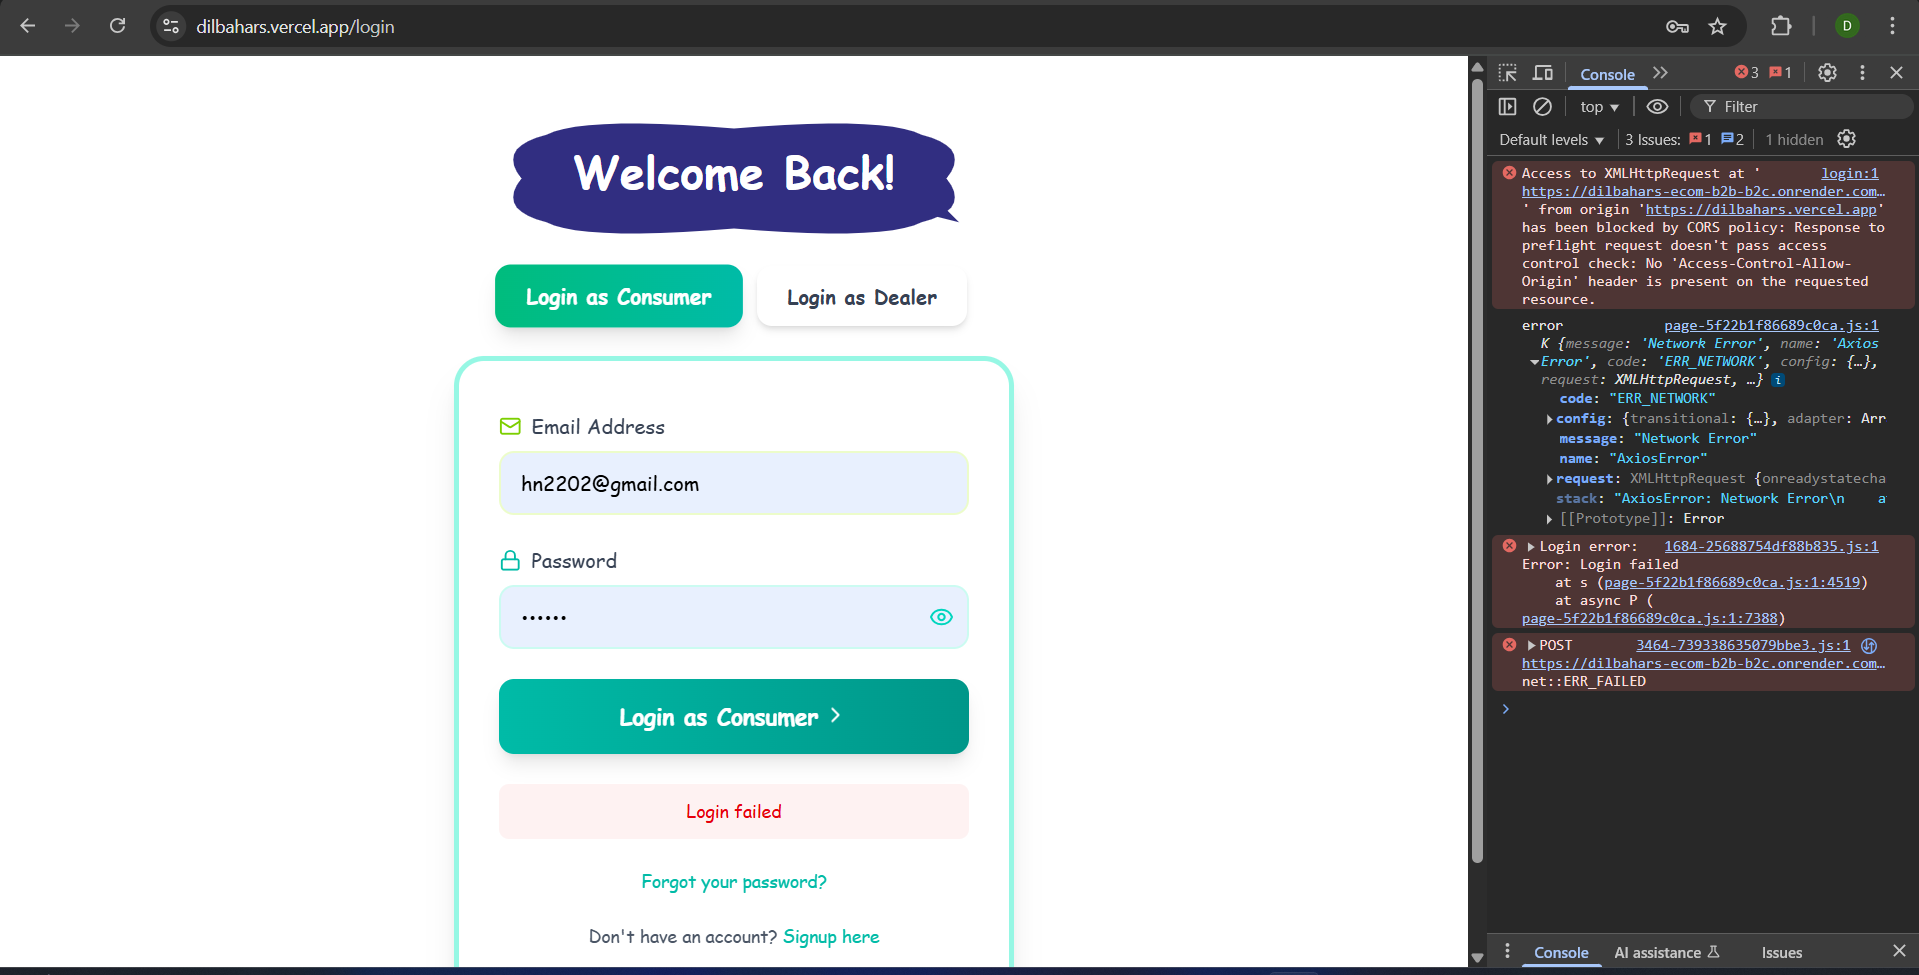 dilbahars.vercel.app/login
D
Welcome Back!
Login as Consumer
Login as Dealer
Email Address
hn2202@gmail.com
Password
••••••
Login as Consumer
Login failed
Forgot your password?
Don't have an account? Signup here
Console
3
1
top
Filter
Default levels
3 Issues: 1 2
1 hidden
Access to XMLHttpRequest at ' login:1
https://dilbahars-ecom-b2b-b2c.onrender.com…
' from origin 'https://dilbahars.vercel.app'
has been blocked by CORS policy: Response to
preflight request doesn't pass access
control check: No 'Access-Control-Allow-
Origin' header is present on the requested
resource.
error page-5f22b1f86689c0ca.js:1
K {message: 'Network Error', name: 'Axios
Error', code: 'ERR_NETWORK', config: {…},
request: XMLHttpRequest, …} i
code: "ERR_NETWORK"
config: {transitional: {…}, adapter: Arr
message: "Network Error"
name: "AxiosError"
request: XMLHttpRequest {onreadystatecha
stack: "AxiosError: Network Error\n a
[[Prototype]]: Error
Login error: 1684-25688754df88b835.js:1
Error: Login failed
at s (page-5f22b1f86689c0ca.js:1:4519)
at async P (
page-5f22b1f86689c0ca.js:1:7388)
POST 3464-739338635079bbe3.js:1
https://dilbahars-ecom-b2b-b2c.onrender.com…
net::ERR_FAILED
Console
AI assistance
Issues